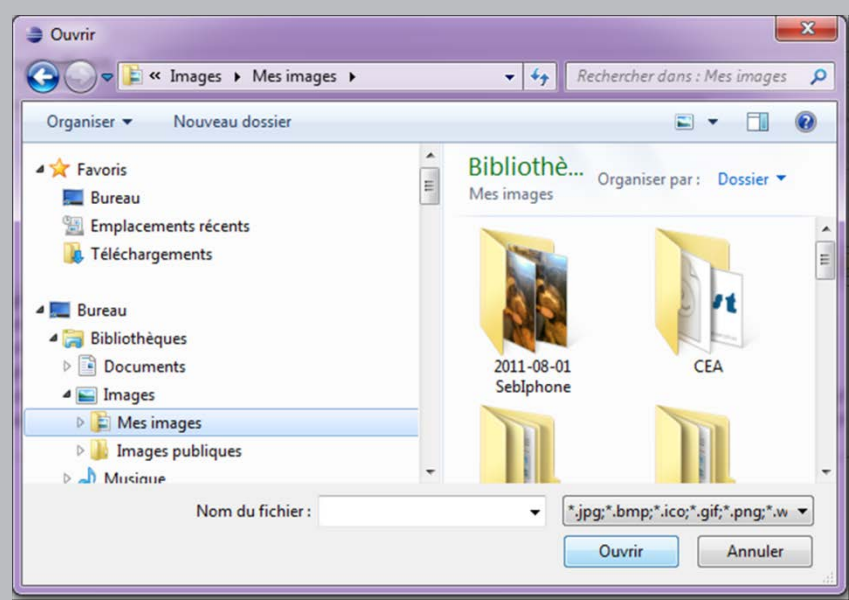 Ouvrir
« Images Mes images
Rechercher dans : Mes images
Organiser Nouveau dossier
Favoris
Bureau
Emplacements récents
Téléchargements
Bureau
Bibliothèques
Documents
Images
Mes images
Images publiques
Musique
Bibliothè...
Mes images
Organiser par : Dossier
2011-08-01
SebIphone
CEA
Nom du fichier :
*.jpg;*.bmp;*.ico;*.gif;*.png;*.w
Ouvrir Annuler